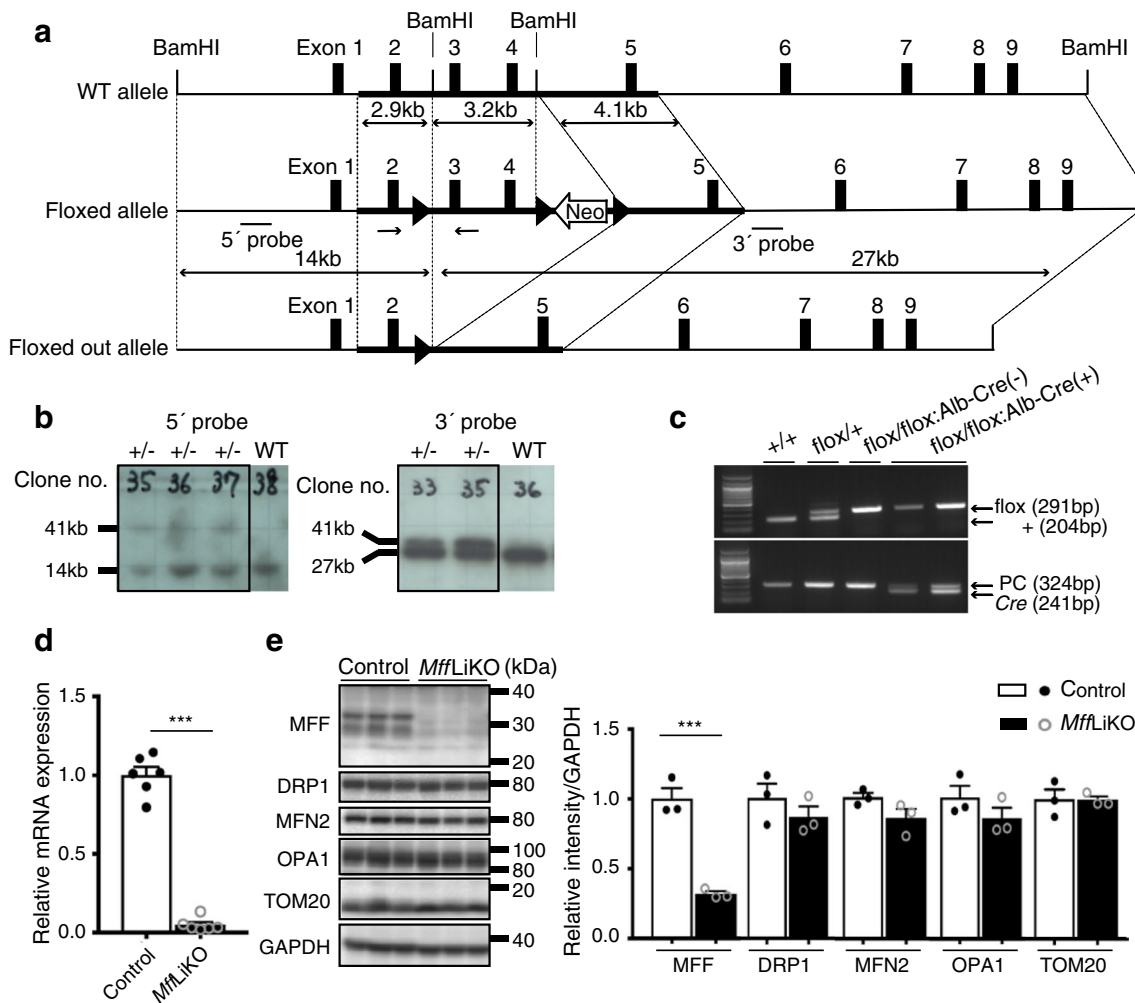 a
BamHI BamHI
BamHI Exon 1 2 3 4 5 6 7 8 9 BamHI
WT allele
2.9kb 3.2kb 4.1kb
Exon 1 2 3 4 5 6 7 8 9
Floxed allele
Neo
5´ probe 3´ probe
14kb 27kb
Exon 1 2 5 6 7 8 9
Floxed out allele
b
5´ probe
+/- +/- +/- WT
Clone no. 35 36 37 38
41kb
14kb
3´ probe
+/- +/- WT
Clone no. 33 35 36
41kb
27kb
c
+/+ flox/+ flox/flox:Alb-Cre(-) flox/flox:Alb-Cre(+)
flox (291bp)
+ (204bp)
PC (324bp)
Cre (241bp)
d
Relative mRNA expression
1.5
1.0
0.5
0.0
***
Control MffLiKO
e
Control MffLiKO (kDa)
MFF 40
30
20
DRP1 80
MFN2 80
OPA1 100
80
TOM20 20
GAPDH 40
Control
MffLiKO
Relative intensity/GAPDH
1.5
1.0
0.5
0.0
***
MFF DRP1 MFN2 OPA1 TOM20